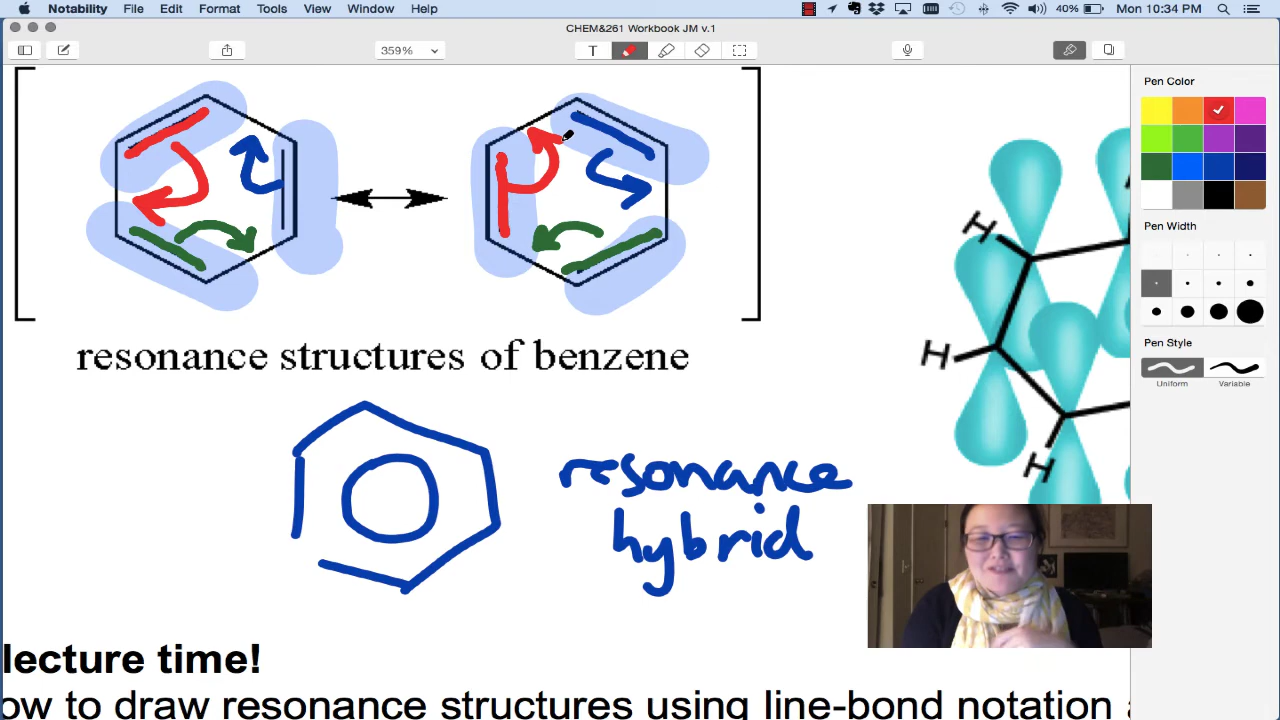 Notability File Edit Format Tools View Window Help 40% Mon 10:34 PM
CHEM&261 Workbook JM v.1
359% T
Pen Color
Pen Width
Pen Style
Uniform Variable
resonance structures of benzene
resonance
hybrid
H
H
H
lecture time!
ow to draw resonance structures using line-bond notation